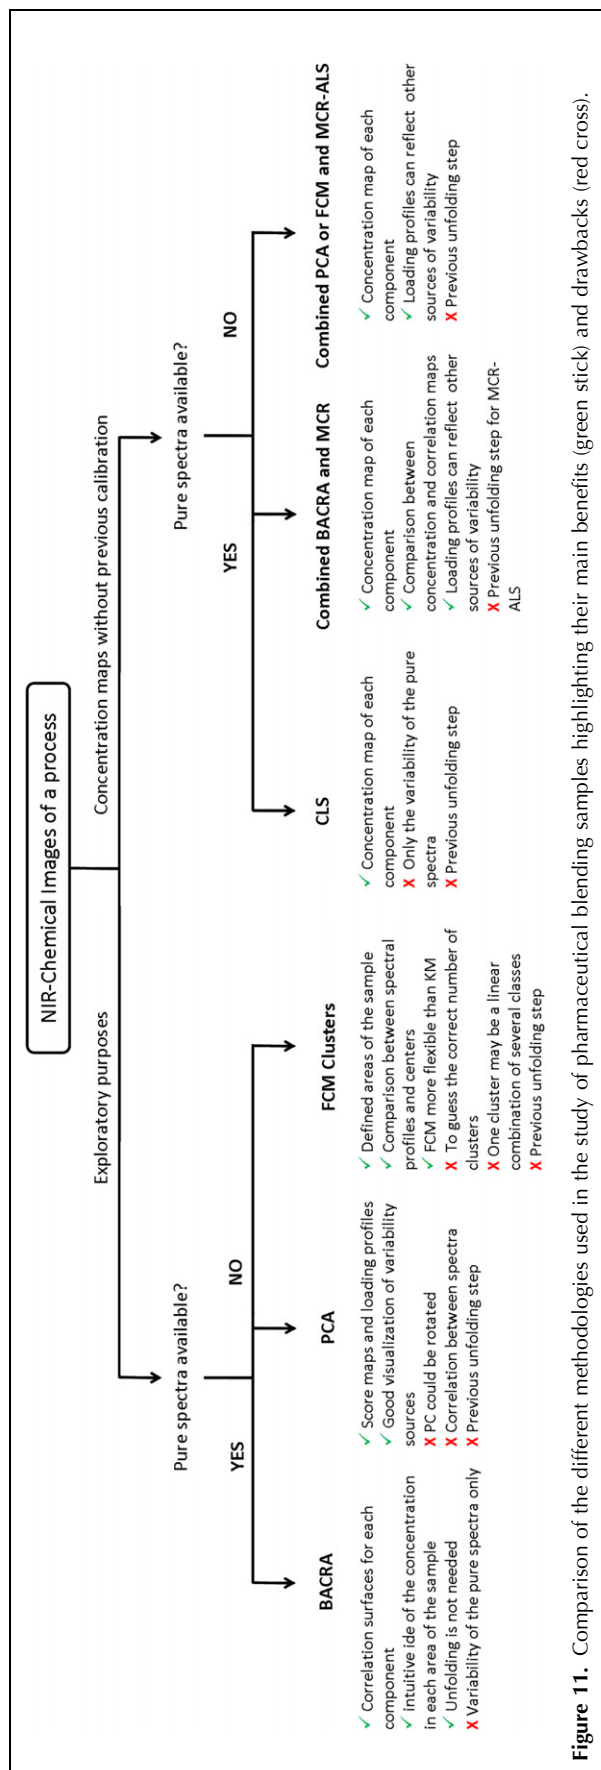 NIR-Chemical Images of a process
Exploratory purposes
Concentration maps without previous calibration
Pure spectra available?
Pure spectra available?
YES
NO
YES
NO
BACRA
✓ Correlation surfaces for each
component
✓ intuitive ide of the concentration
in each area of the sample
✓ Unfolding is not needed
X Variability of the pure spectra only
PCA
✓ Score maps and loading profiles
✓ Good visualization of variability
sources
X PC could be rotated
X Correlation between spectra
X Previous unfolding step
FCM Clusters
✓ Defined areas of the sample
✓ Comparison between spectral
profiles and centers
✓ FCM more flexible than KM
X To guess the correct number of
clusters
X One cluster may be a linear
combination of several classes
X Previous unfolding step
CLS
✓ Concentration map of each
component
X Only the variability of the pure
spectra
X Previous unfolding step
Combined BACRA and MCR
✓ Concentration map of each
component
✓ Comparison between
concentration and correlation maps
✓ Loading profiles can reflect other
sources of variability
X Previous unfolding step for MCR-
ALS
Combined PCA or FCM and MCR-ALS
✓ Concentration map of each
component
✓ Loading profiles can reflect other
sources of variability
X Previous unfolding step
Figure 11. Comparison of the different methodologies used in the study of pharmaceutical blending samples highlighting their main benefits (green stick) and drawbacks (red cross).